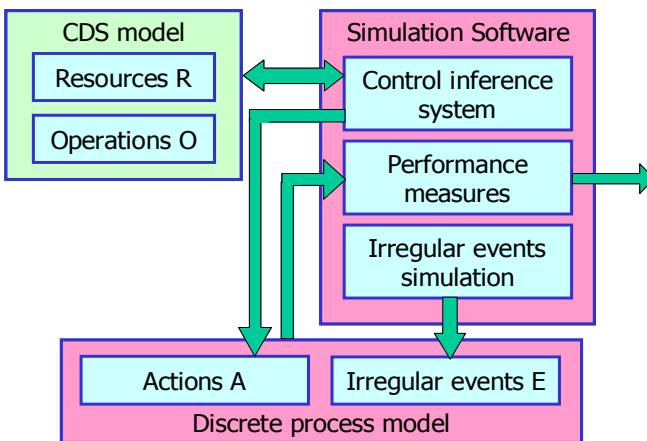 CDS model
Resources R
Operations O
Simulation Software
Control inference
system
Performance
measures
Irregular events
simulation
Actions A
Irregular events E
Discrete process model